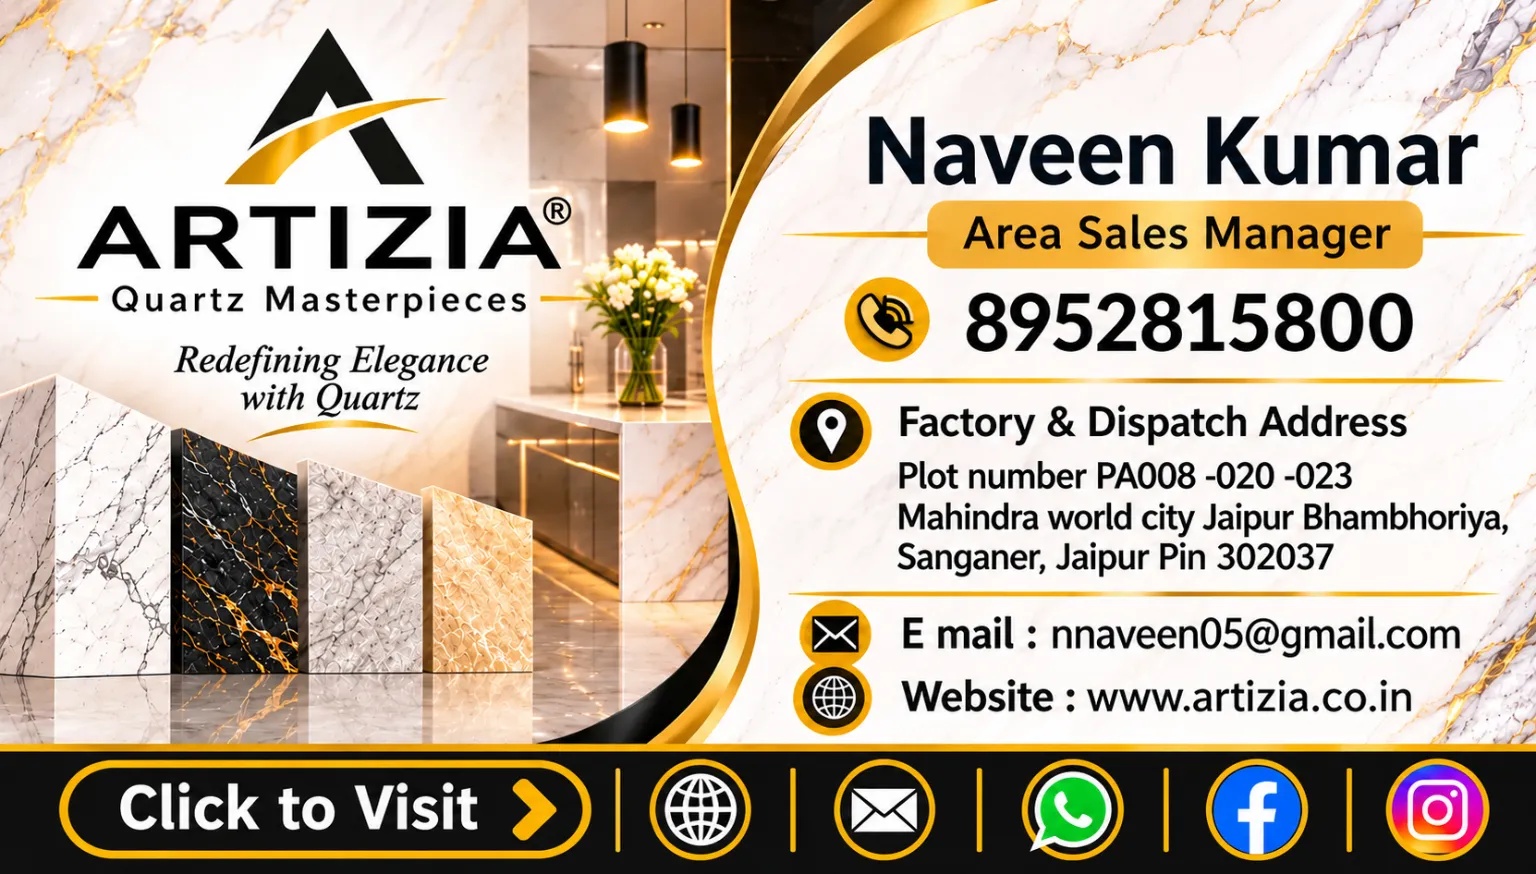 ARTIZIA®
Quartz Masterpieces
Redefining Elegance
with Quartz
Naveen Kumar
Area Sales Manager
8952815800
Factory & Dispatch Address
Plot number PA008 -020 -023
Mahindra world city Jaipur Bhambhoriya,
Sanganer, Jaipur Pin 302037
E mail : nnaveen05@gmail.com
Website : www.artizia.co.in
Click to Visit